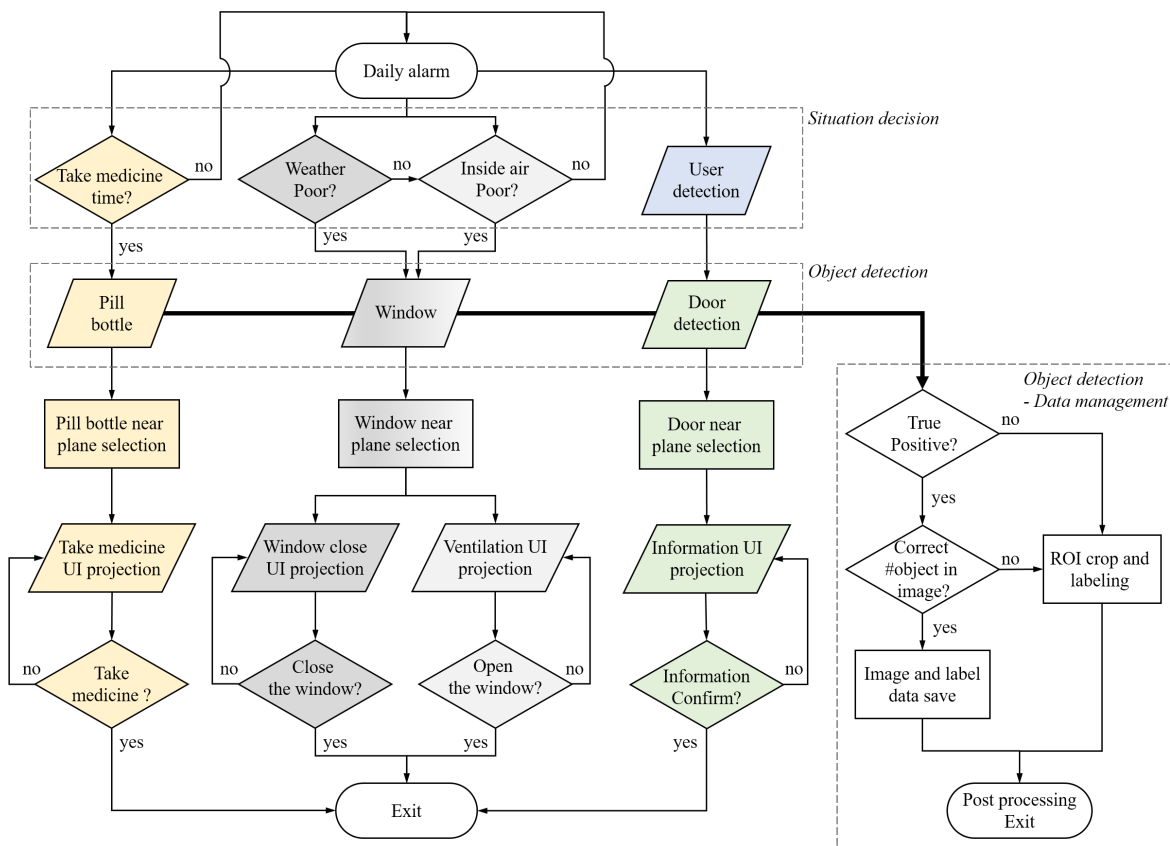 Daily alarm
Situation decision
Take medicine
time?
no
Weather
Poor?
no
Inside air
Poor?
no
User
detection
yes
yes
yes
Object detection
Pill
bottle
Window
Door
detection
Object detection
- Data management
Pill bottle near
plane selection
Window near
plane selection
Door near
plane selection
True
Positive?
no
yes
Take medicine
UI projection
Window close
UI projection
Ventilation UI
projection
Information UI
projection
Correct
#object in
image?
no
ROI crop and
labeling
yes
no
Take
medicine ?
no
Close
the window?
Open
the window?
no
Information
Confirm?
no
Image and label
data save
yes
yes
yes
yes
Exit
Post processing
Exit